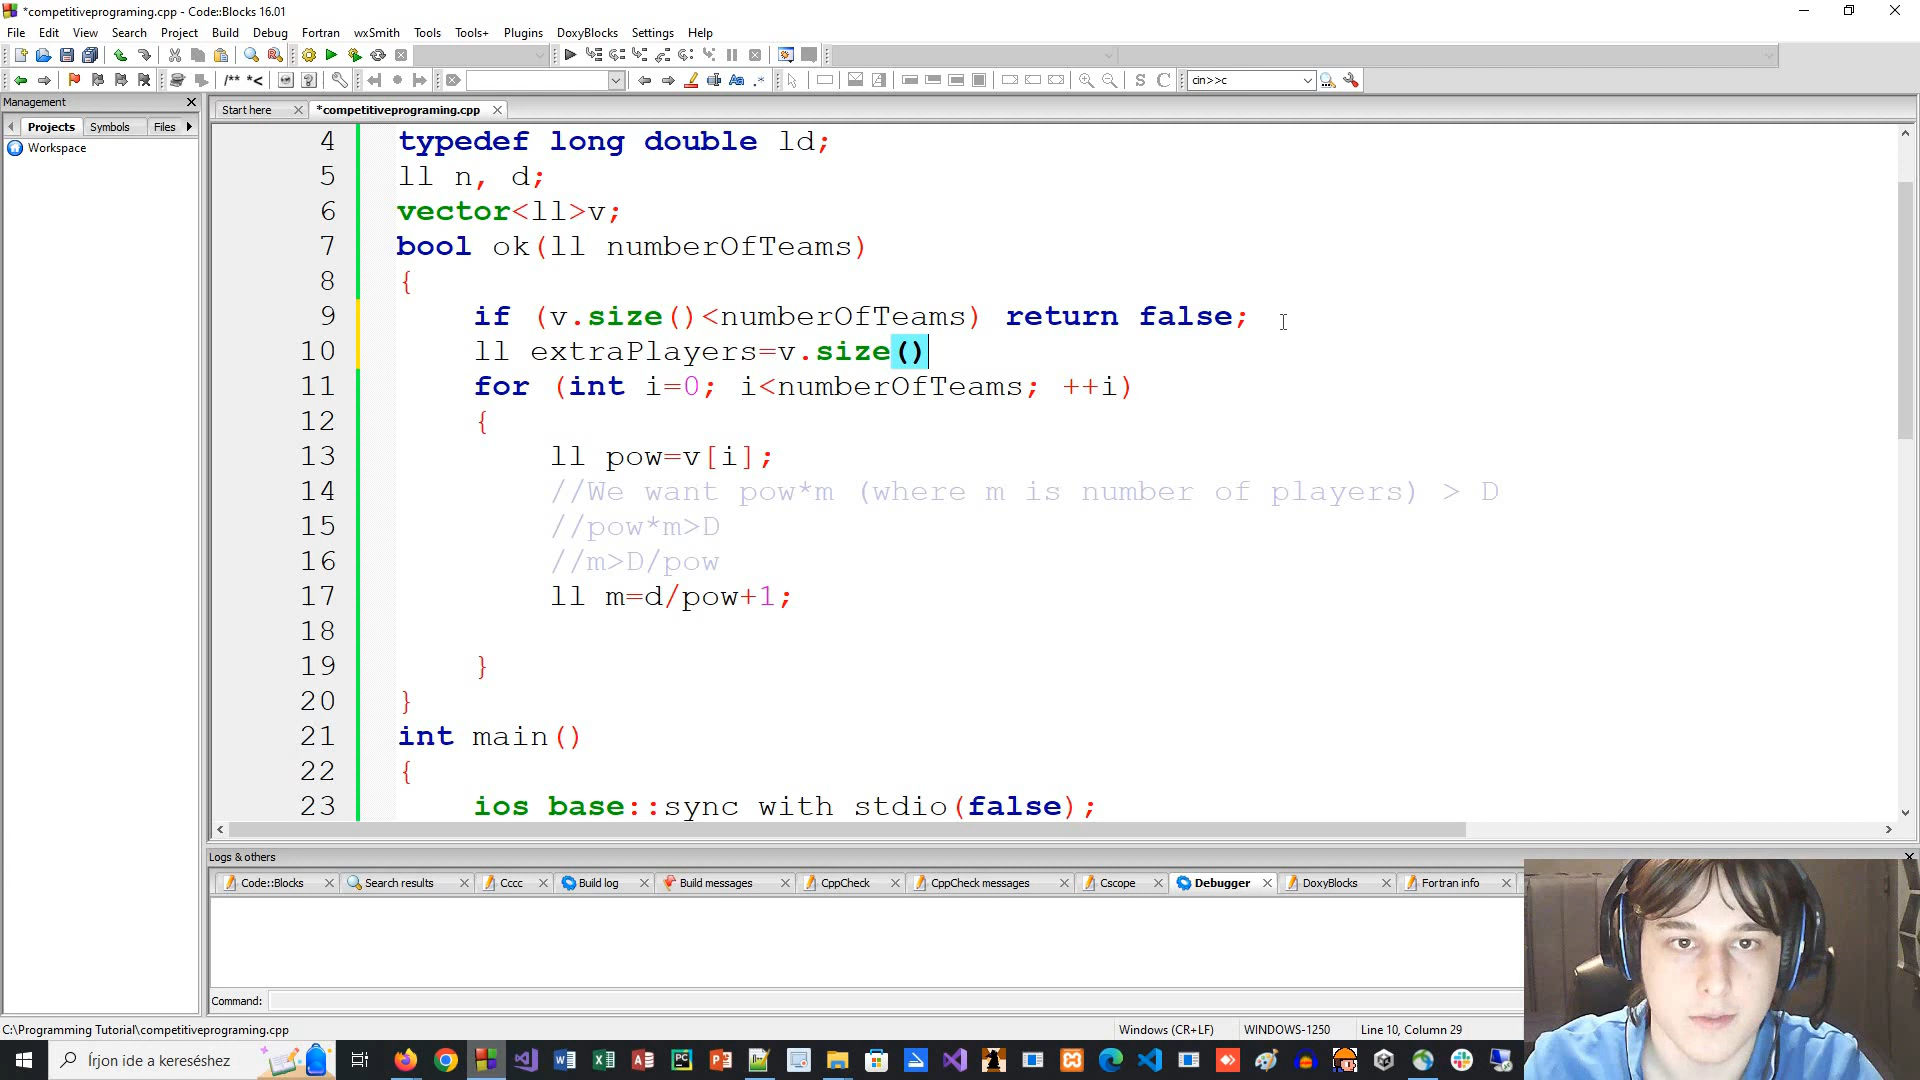 *competitiveprograming.cpp - Code::Blocks 16.01
File Edit View Search Project Build Debug Fortran wxSmith Tools Tools+ Plugins DoxyBlocks Settings Help
/** *<
S C cin>>c
Management
Start here *competitiveprograming.cpp
Projects Symbols Files
Workspace
4 typedef long double ld;
5 ll n, d;
6 vector<ll>v;
7 bool ok(ll numberOfTeams)
8 {
9 if (v.size()<numberOfTeams) return false;
10 ll extraPlayers=v.size()
11 for (int i=0; i<numberOfTeams; ++i)
12 {
13 ll pow=v[i];
14 //We want pow*m (where m is number of players) > D
15 //pow*m>D
16 //m>D/pow
17 ll m=d/pow+1;
18
19 }
20 }
21 int main()
22 {
23 ios base::sync with stdio(false);
Logs & others
Code::Blocks Search results Cccc Build log Build messages CppCheck CppCheck messages Cscope Debugger DoxyBlocks Fortran info
Command:
C:\Programming Tutorial\competitiveprograming.cpp Windows (CR+LF) WINDOWS-1250 Line 10, Column 29
Írjon ide a kereséshez